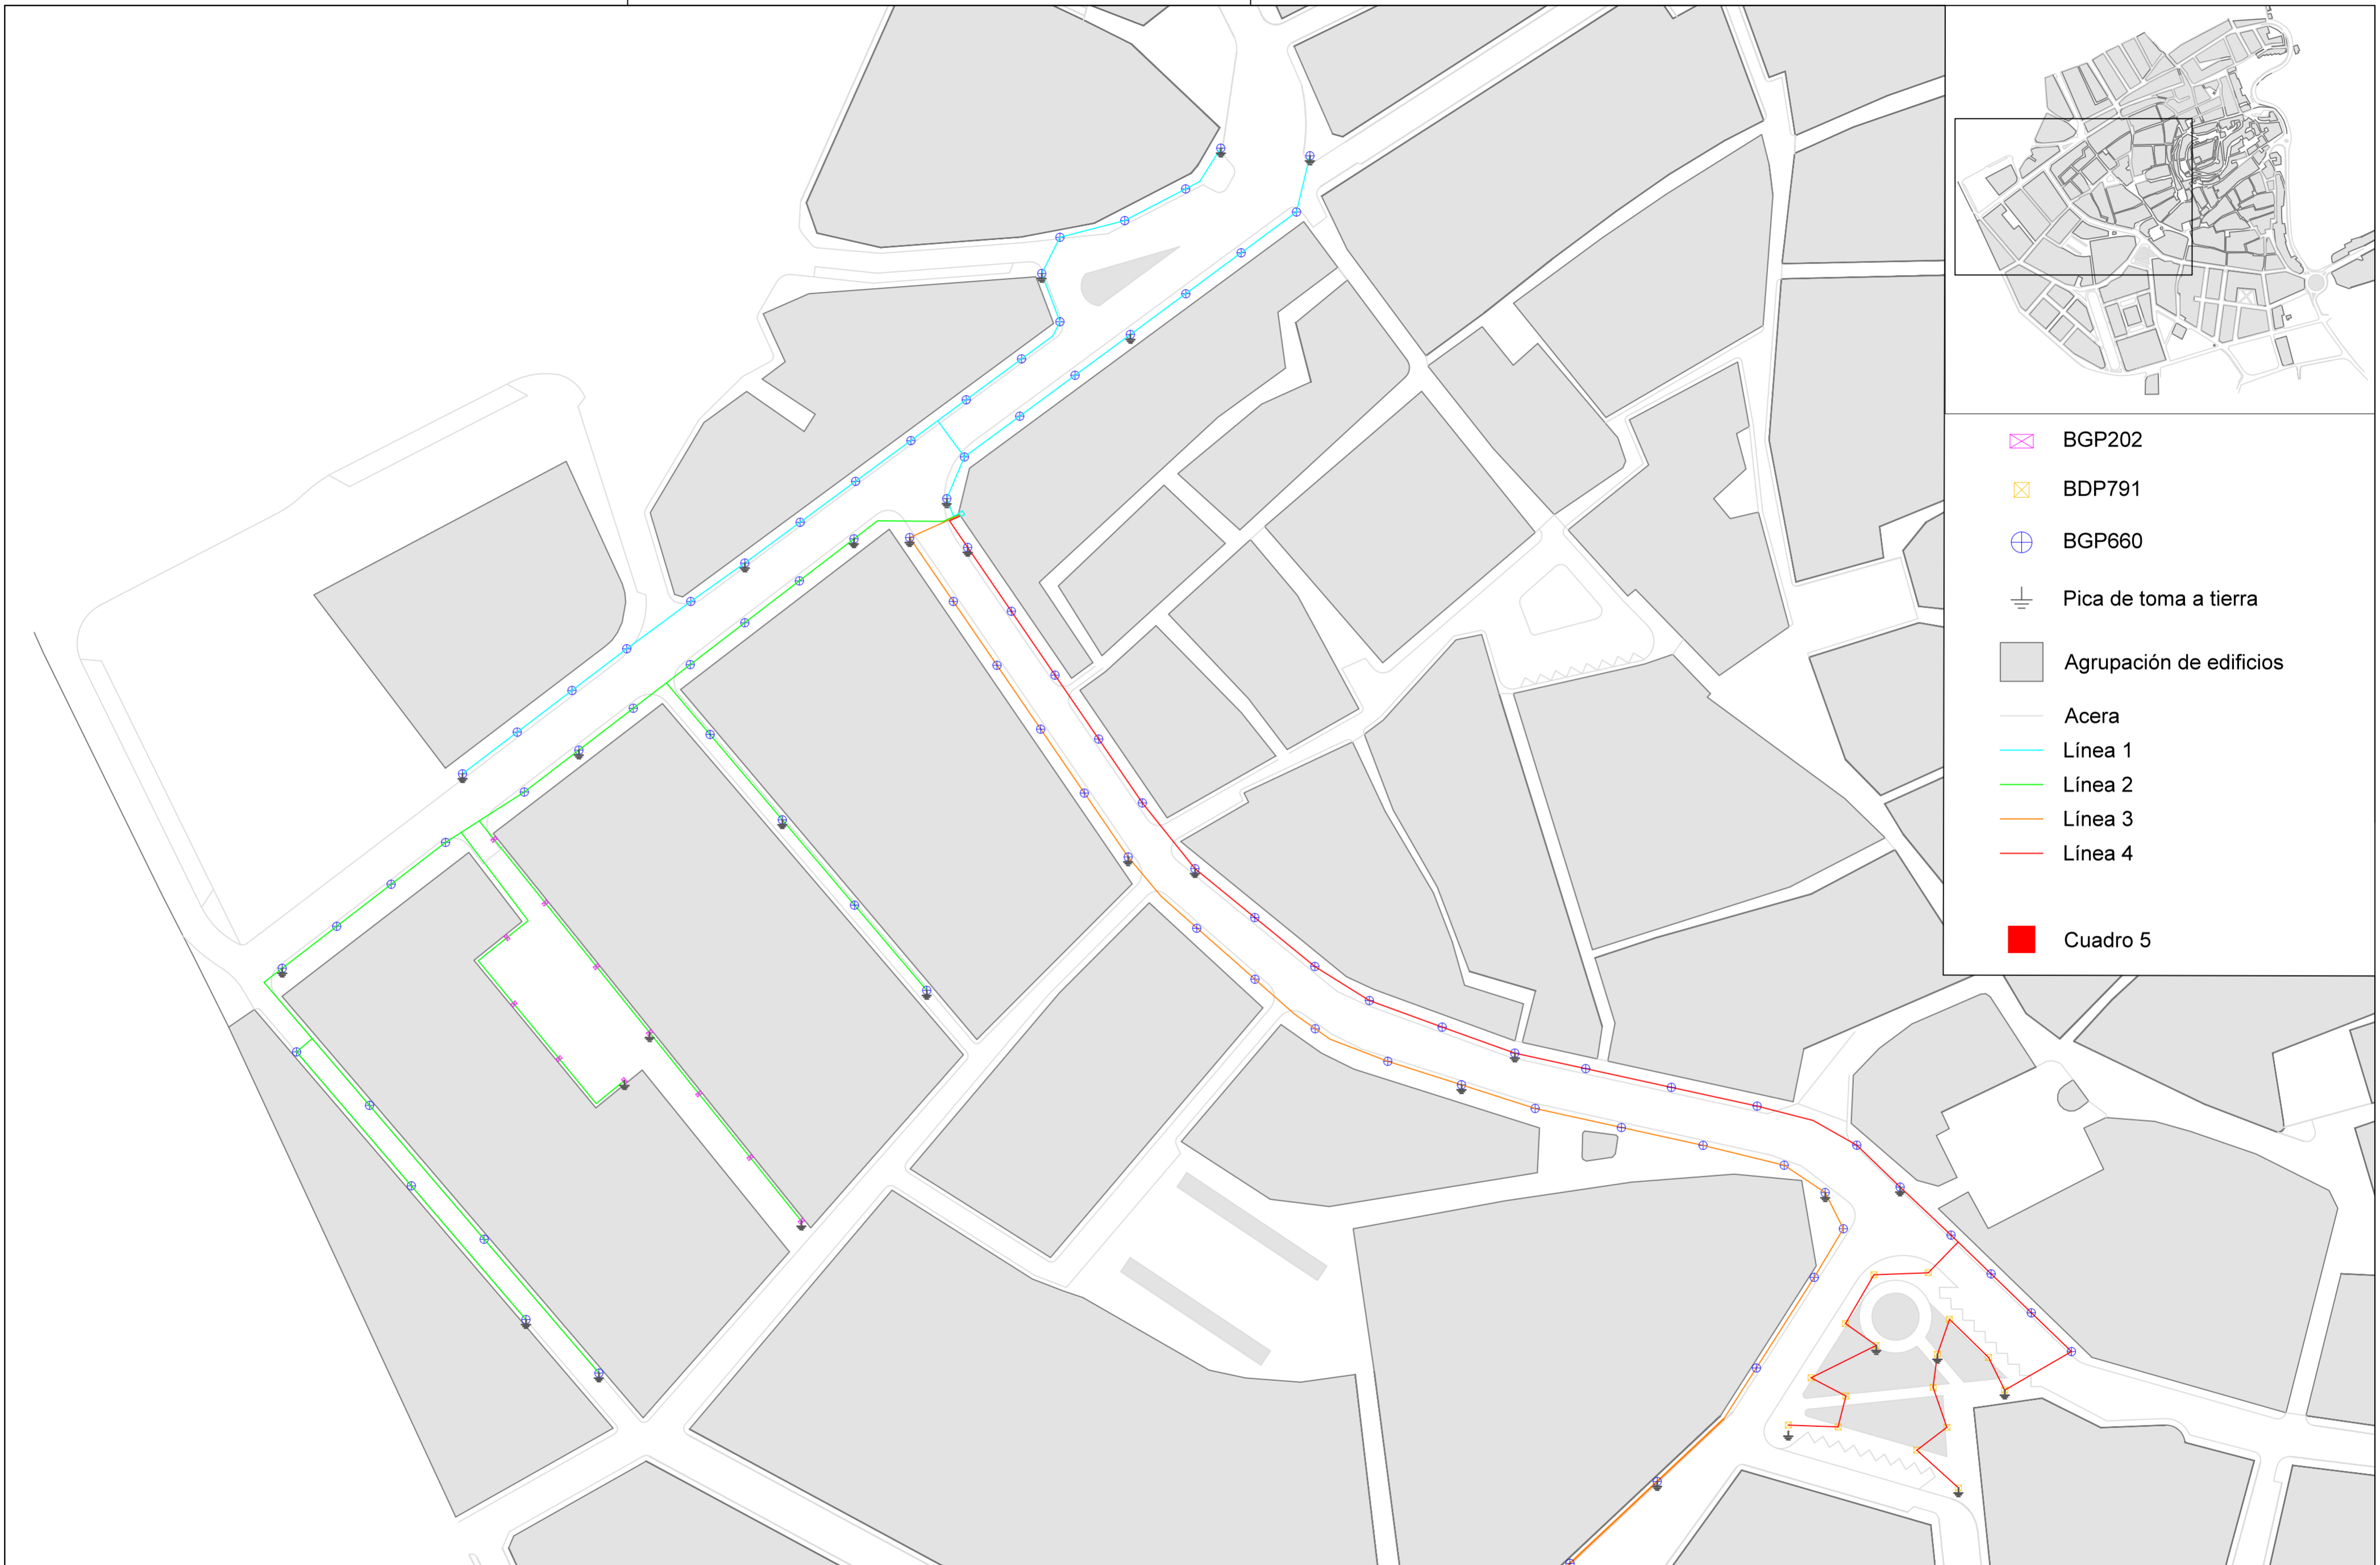 BGP202
BDP791
BGP660
Pica de toma a tierra
Agrupación de edificios
Acera
Línea 1
Línea 2
Línea 3
Línea 4
Cuadro 5